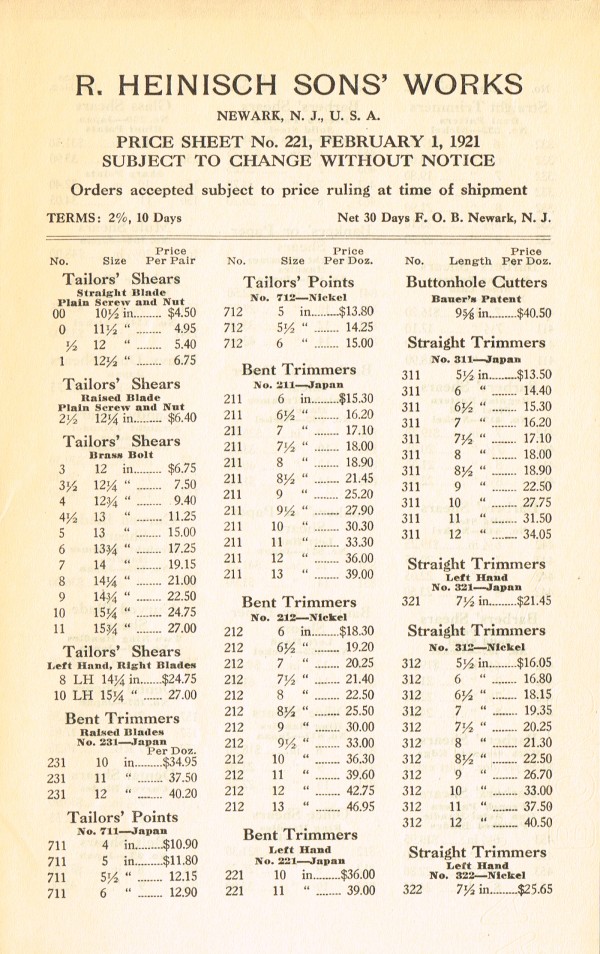 R. HEINISCH SONS' WORKS
NEWARK, N. J., U. S. A.
PRICE SHEET No. 221, FEBRUARY 1, 1921
SUBJECT TO CHANGE WITHOUT NOTICE
Orders accepted subject to price ruling at time of shipment
TERMS: 2%, 10 Days Net 30 Days F. O. B. Newark, N. J.
Price
No. Size Per Pair
Tailors' Shears
Straight Blade
Plain Screw and Nut
00 10½ in......... $4.50
0 11½ " ........ 4.95
½ 12 " ........ 5.40
1 12½ " ........ 6.75
Tailors' Shears
Raised Blade
Plain Screw and Nut
2½ 12¼ in......... $6.40
Tailors' Shears
Brass Bolt
3 12 in......... $6.75
3½ 12¼ " ........ 7.50
4 12¾ " ........ 9.40
4½ 13 " ........ 11.25
5 13 " ........ 15.00
6 13¾ " ........ 17.25
7 14 " ........ 19.15
8 14¼ " ........ 21.00
9 14¾ " ........ 22.50
10 15¼ " ........ 24.75
11 15¾ " ........ 27.00
Tailors' Shears
Left Hand, Right Blades
8 LH 14¼ in......$24.75
10 LH 15¼ " ...... 27.00
Bent Trimmers
Raised Blades
No. 231—Japan
Per Doz.
231 10 in.........$34.95
231 11 " ........ 37.50
231 12 " ........ 40.20
Tailors' Points
No. 711—Japan
711 4 in.........$10.90
711 5 in.........$11.80
711 5½ " ........ 12.15
711 6 " ........ 12.90
Price
No. Size Per Doz.
Tailors' Points
No. 712—Nickel
712 5 in.........$13.80
712 5½ " ........ 14.25
712 6 " ........ 15.00
Bent Trimmers
No. 211—Japan
211 6 in.........$15.30
211 6½ " ........ 16.20
211 7 " ........ 17.10
211 7½ " ........ 18.00
211 8 " ........ 18.90
211 8½ " ........ 21.45
211 9 " ........ 25.20
211 9½ " ........ 27.90
211 10 " ........ 30.30
211 11 " ........ 33.30
211 12 " ........ 36.00
211 13 " ........ 39.00
Bent Trimmers
No. 212—Nickel
212 6 in.........$18.30
212 6½ " ........ 19.20
212 7 " ........ 20.25
212 7½ " ........ 21.40
212 8 " ........ 22.50
212 8½ " ........ 25.50
212 9 " ........ 30.00
212 9½ " ........ 33.00
212 10 " ........ 36.30
212 11 " ........ 39.60
212 12 " ........ 42.75
212 13 " ........ 46.95
Bent Trimmers
Left Hand
No. 221—Japan
221 10 in.........$36.00
221 11 " ........ 39.00
Price
No. Length Per Doz.
Buttonhole Cutters
Bauer's Patent
9⅝ in.........$40.50
Straight Trimmers
No. 311—Japan
311 5½ in.........$13.50
311 6 " ........ 14.40
311 6½ " ........ 15.30
311 7 " ........ 16.20
311 7½ " ........ 17.10
311 8 " ........ 18.00
311 8½ " ........ 18.90
311 9 " ........ 22.50
311 10 " ........ 27.75
311 11 " ........ 31.50
311 12 " ........ 34.05
Straight Trimmers
Left Hand
No. 321—Japan
321 7½ in.........$21.45
Straight Trimmers
No. 312—Nickel
312 5½ in.........$16.05
312 6 " ........ 16.80
312 6½ " ........ 18.15
312 7 " ........ 19.35
312 7½ " ........ 20.25
312 8 " ........ 21.30
312 8½ " ........ 22.50
312 9 " ........ 26.70
312 10 " ........ 33.00
312 11 " ........ 37.50
312 12 " ........ 40.50
Straight Trimmers
Left Hand
No. 322—Nickel
322 7½ in.........$25.65